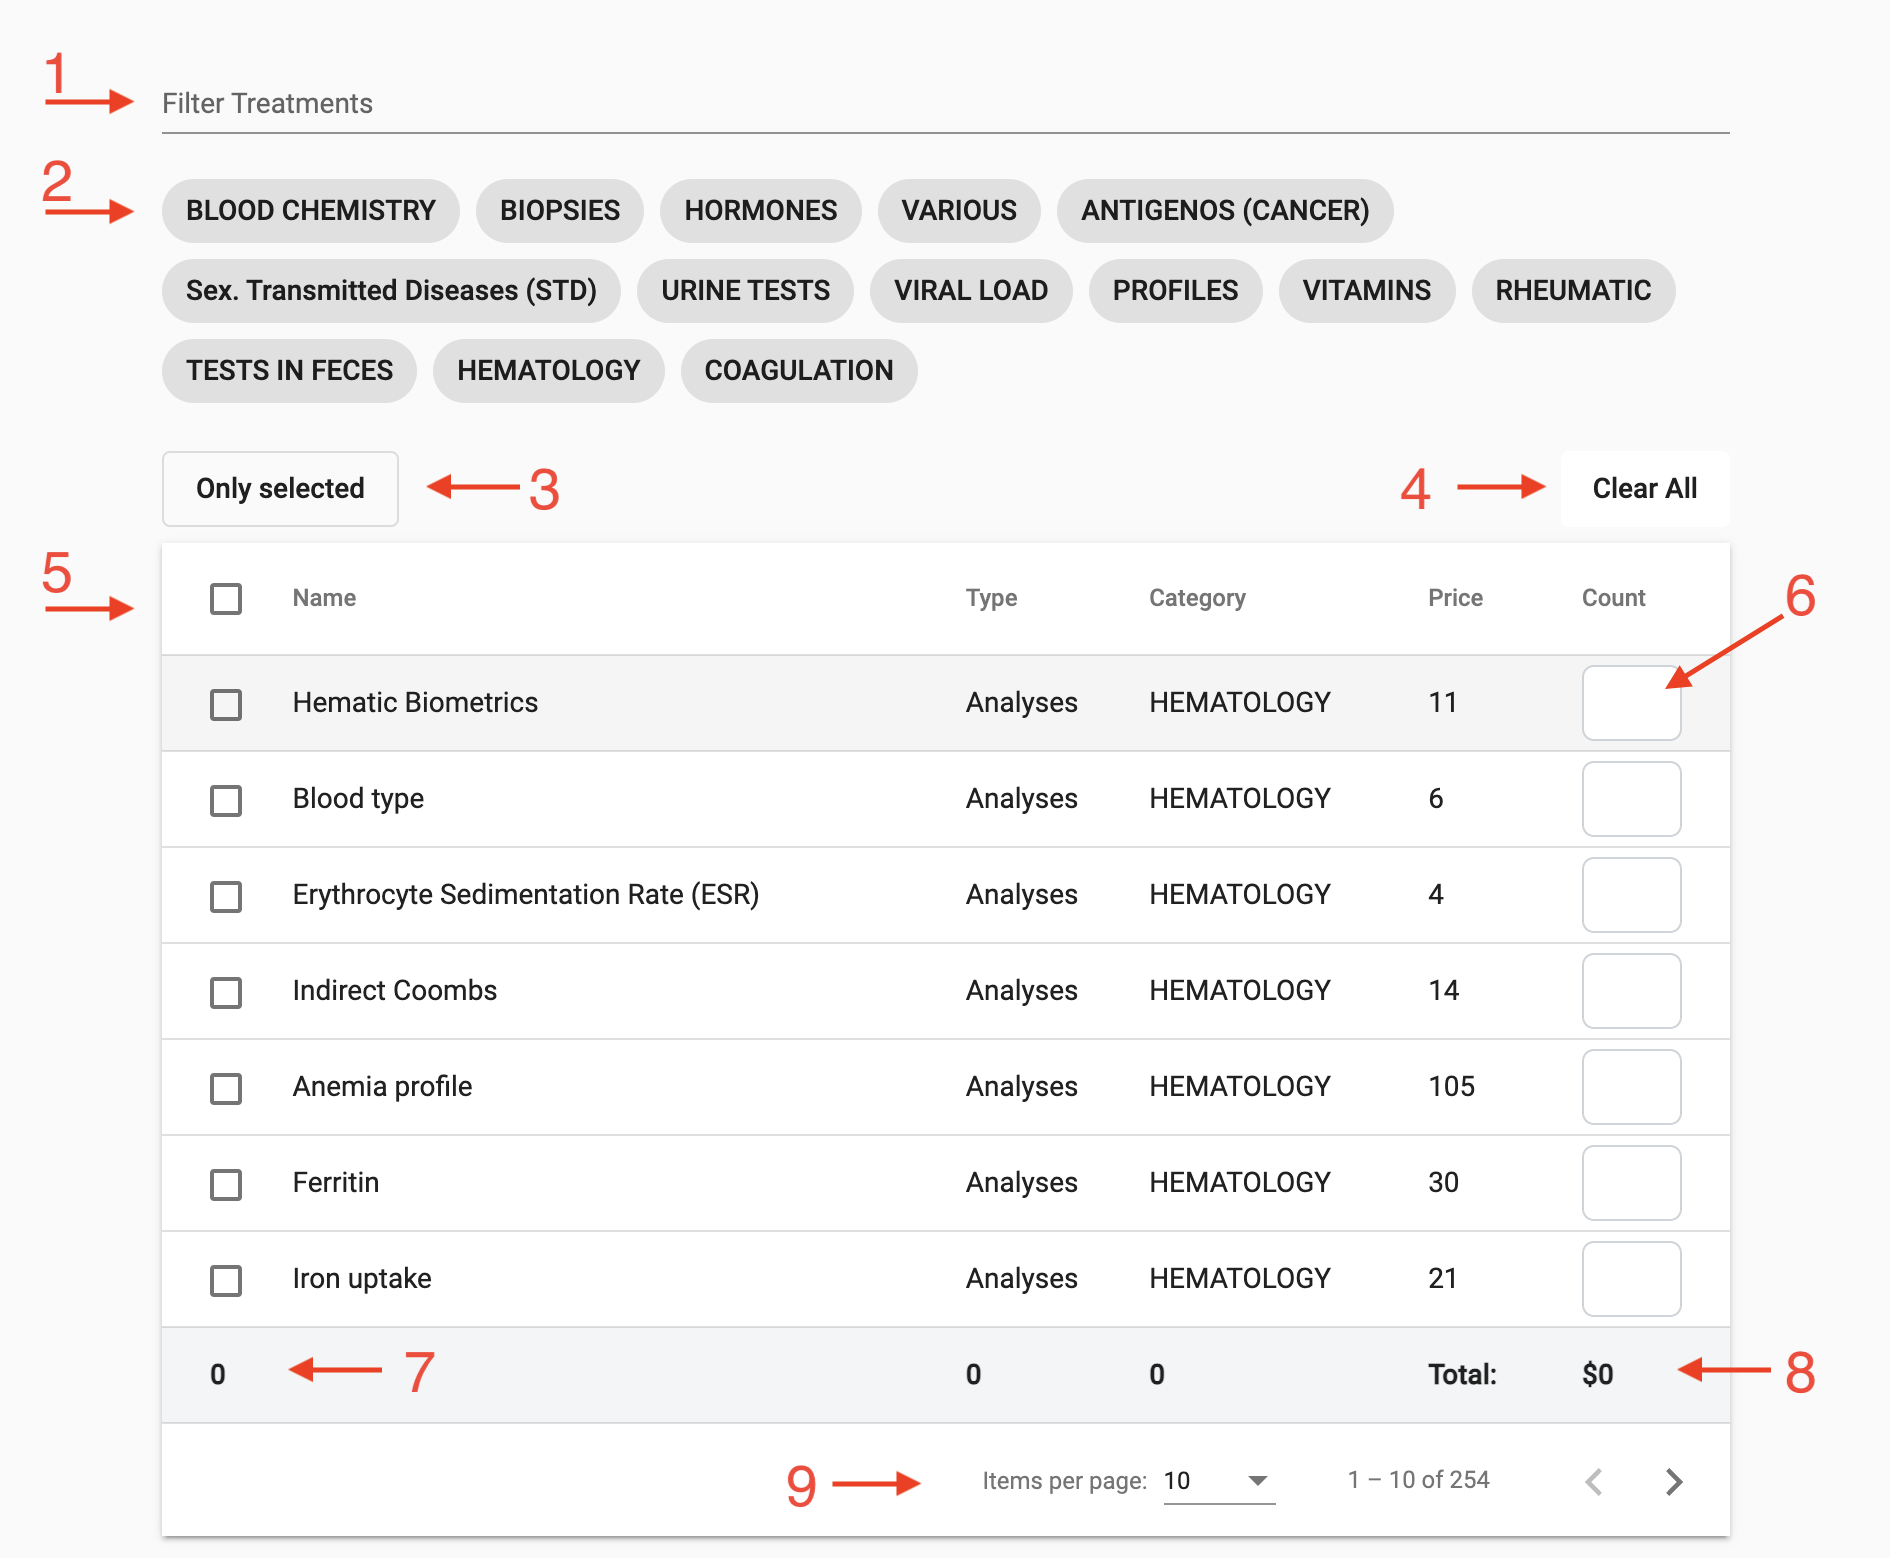 1
Filter Treatments
2
BLOOD CHEMISTRY BIOPSIES HORMONES VARIOUS ANTIGENOS (CANCER)
Sex. Transmitted Diseases (STD) URINE TESTS VIRAL LOAD PROFILES VITAMINS RHEUMATIC
TESTS IN FECES HEMATOLOGY COAGULATION
Only selected 3 4 Clear All
5
Name Type Category Price Count 6
Hematic Biometrics Analyses HEMATOLOGY 11
Blood type Analyses HEMATOLOGY 6
Erythrocyte Sedimentation Rate (ESR) Analyses HEMATOLOGY 4
Indirect Coombs Analyses HEMATOLOGY 14
Anemia profile Analyses HEMATOLOGY 105
Ferritin Analyses HEMATOLOGY 30
Iron uptake Analyses HEMATOLOGY 21
0 7 0 0 Total: $0 8
9 Items per page: 10 1 – 10 of 254